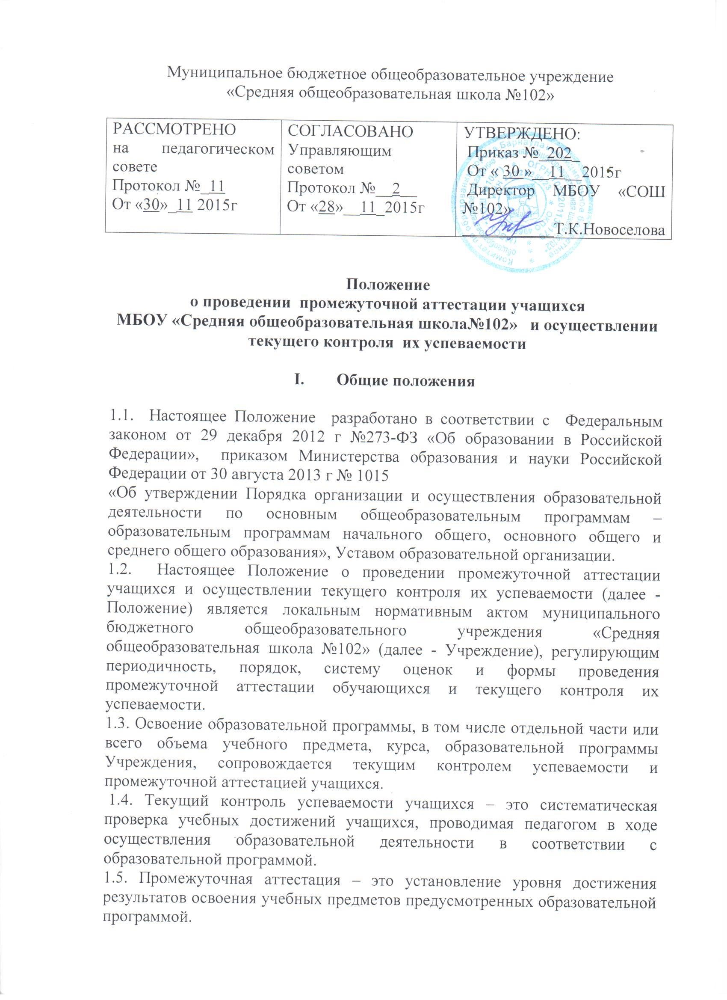 Муниципальное бюджетное общеобразовательное учреждение
«Средняя общеобразовательная школа №102»
РАССМОТРЕНО
на педагогическом
совете
Протокол №_11
От «30»_11 2015г
СОГЛАСОВАНО
Управляющим
советом
Протокол №__2__
От «28»__11_2015г
УТВЕРЖДЕНО:
Приказ №_202_
От « 30 »__11__2015г
Директор МБОУ «СОШ
№102»
___________Т.К.Новоселова
Положение
о проведении промежуточной аттестации учащихся
МБОУ «Средняя общеобразовательная школа№102» и осуществлении
текущего контроля их успеваемости
I. Общие положения
1.1. Настоящее Положение разработано в соответствии с Федеральным
законом от 29 декабря 2012 г №273-ФЗ «Об образовании в Российской
Федерации», приказом Министерства образования и науки Российской
Федерации от 30 августа 2013 г № 1015
«Об утверждении Порядка организации и осуществления образовательной
деятельности по основным общеобразовательным программам –
образовательным программам начального общего, основного общего и
среднего общего образования», Уставом образовательной организации.
1.2. Настоящее Положение о проведении промежуточной аттестации
учащихся и осуществлении текущего контроля их успеваемости (далее -
Положение) является локальным нормативным актом муниципального
бюджетного общеобразовательного учреждения «Средняя
общеобразовательная школа №102» (далее - Учреждение), регулирующим
периодичность, порядок, систему оценок и формы проведения
промежуточной аттестации обучающихся и текущего контроля их
успеваемости.
1.3. Освоение образовательной программы, в том числе отдельной части или
всего объема учебного предмета, курса, образовательной программы
Учреждения, сопровождается текущим контролем успеваемости и
промежуточной аттестацией учащихся.
1.4. Текущий контроль успеваемости учащихся – это систематическая
проверка учебных достижений учащихся, проводимая педагогом в ходе
осуществления образовательной деятельности в соответствии с
образовательной программой.
1.5. Промежуточная аттестация – это установление уровня достижения
результатов освоения учебных предметов предусмотренных образовательной
программой.